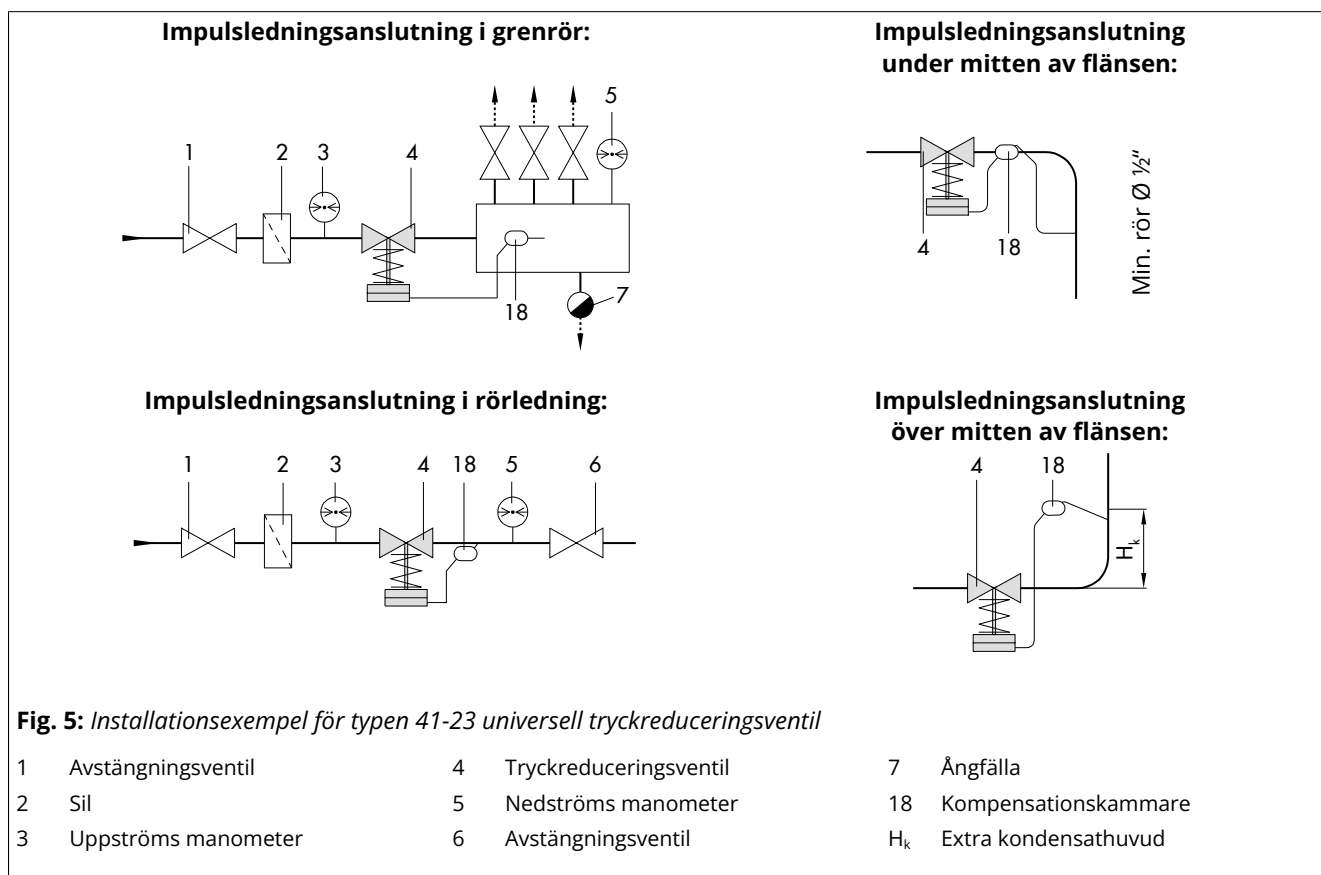 Impulsledningsanslutning i grenrör:
1
2
3
4
5
18
7
Impulsledningsanslutning
under mitten av flänsen:
4
18
Min. rör Ø ½"
Impulsledningsanslutning i rörledning:
1
2
3
4
18
5
6
Impulsledningsanslutning
över mitten av flänsen:
4
18
Hₖ
Fig. 5: Installationsexempel för typen 41-23 universell tryckreduceringsventil
1 Avstängningsventil
2 Sil
3 Uppströms manometer
4 Tryckreduceringsventil
5 Nedströms manometer
6 Avstängningsventil
7 Ångfälla
18 Kompensationskammare
Hₖ Extra kondensathuvud